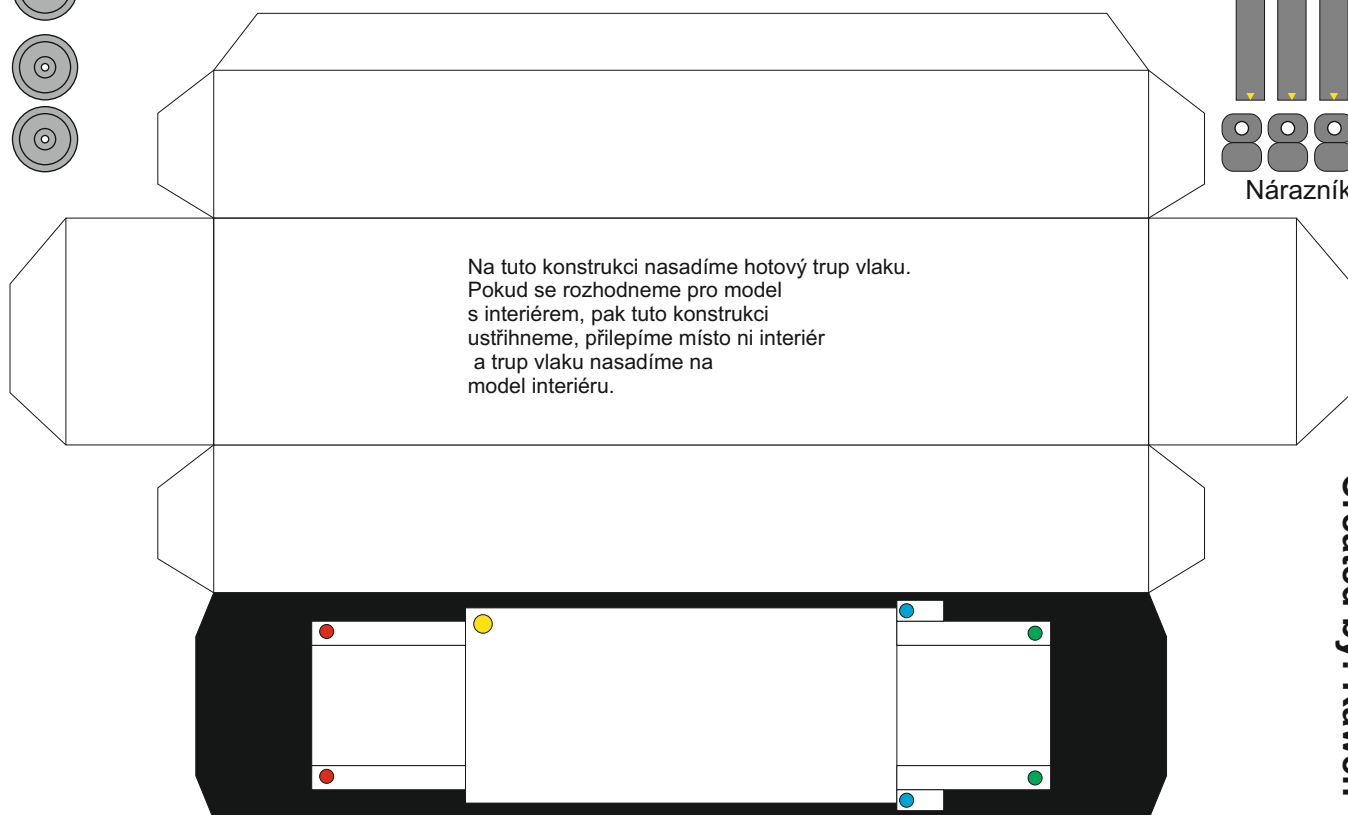 Nárazník
Na tuto konstrukci nasadíme hotový trup vlaku.
Pokud se rozhodneme pro model
s interiérem, pak tuto konstrukci
ustřihneme, přilepíme místo ni interiér
a trup vlaku nasadíme na
model interiéru.